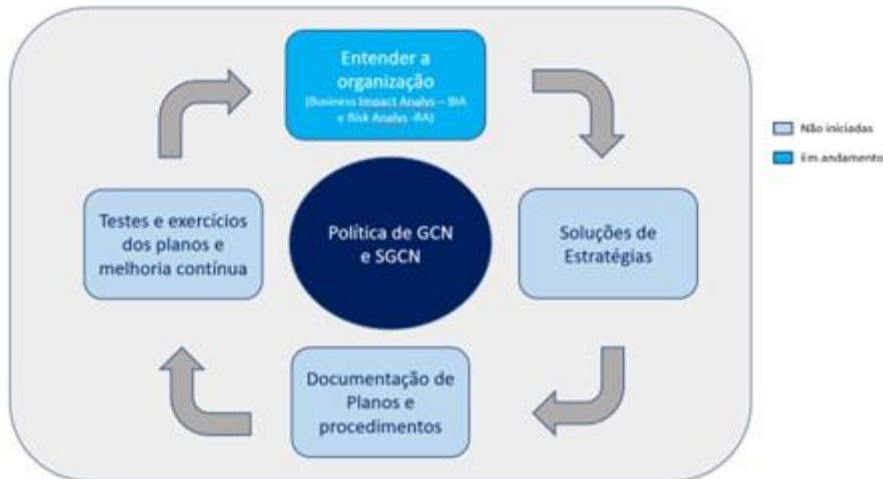 Entender a
organização
(Business Impact Analys – BIA
e Risk Analys -RA)
Não iniciadas
Em andamento
Testes e exercícios
dos planos e
melhoria contínua
Política de GCN
e SGCN
Soluções de
Estratégias
Documentação de
Planos e
procedimentos